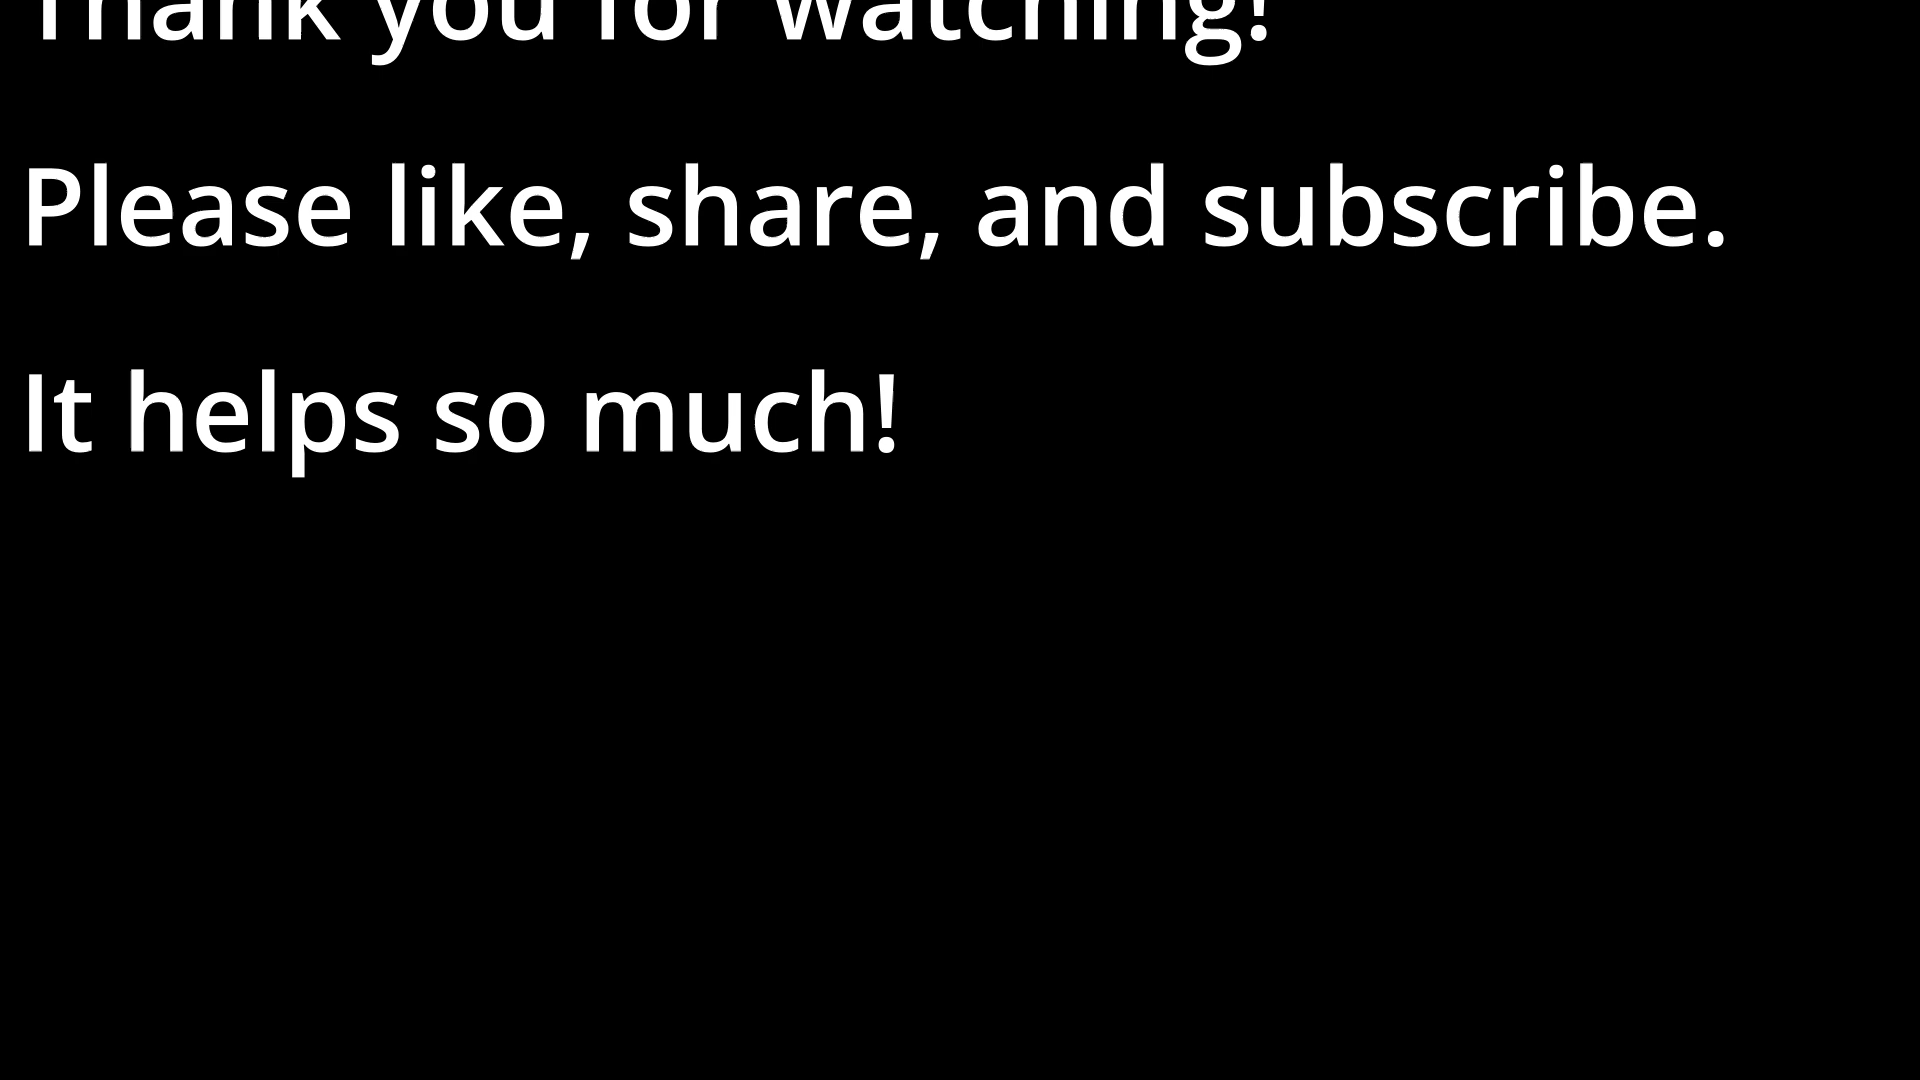 Thank you for watching!
Please like, share, and subscribe.
It helps so much!